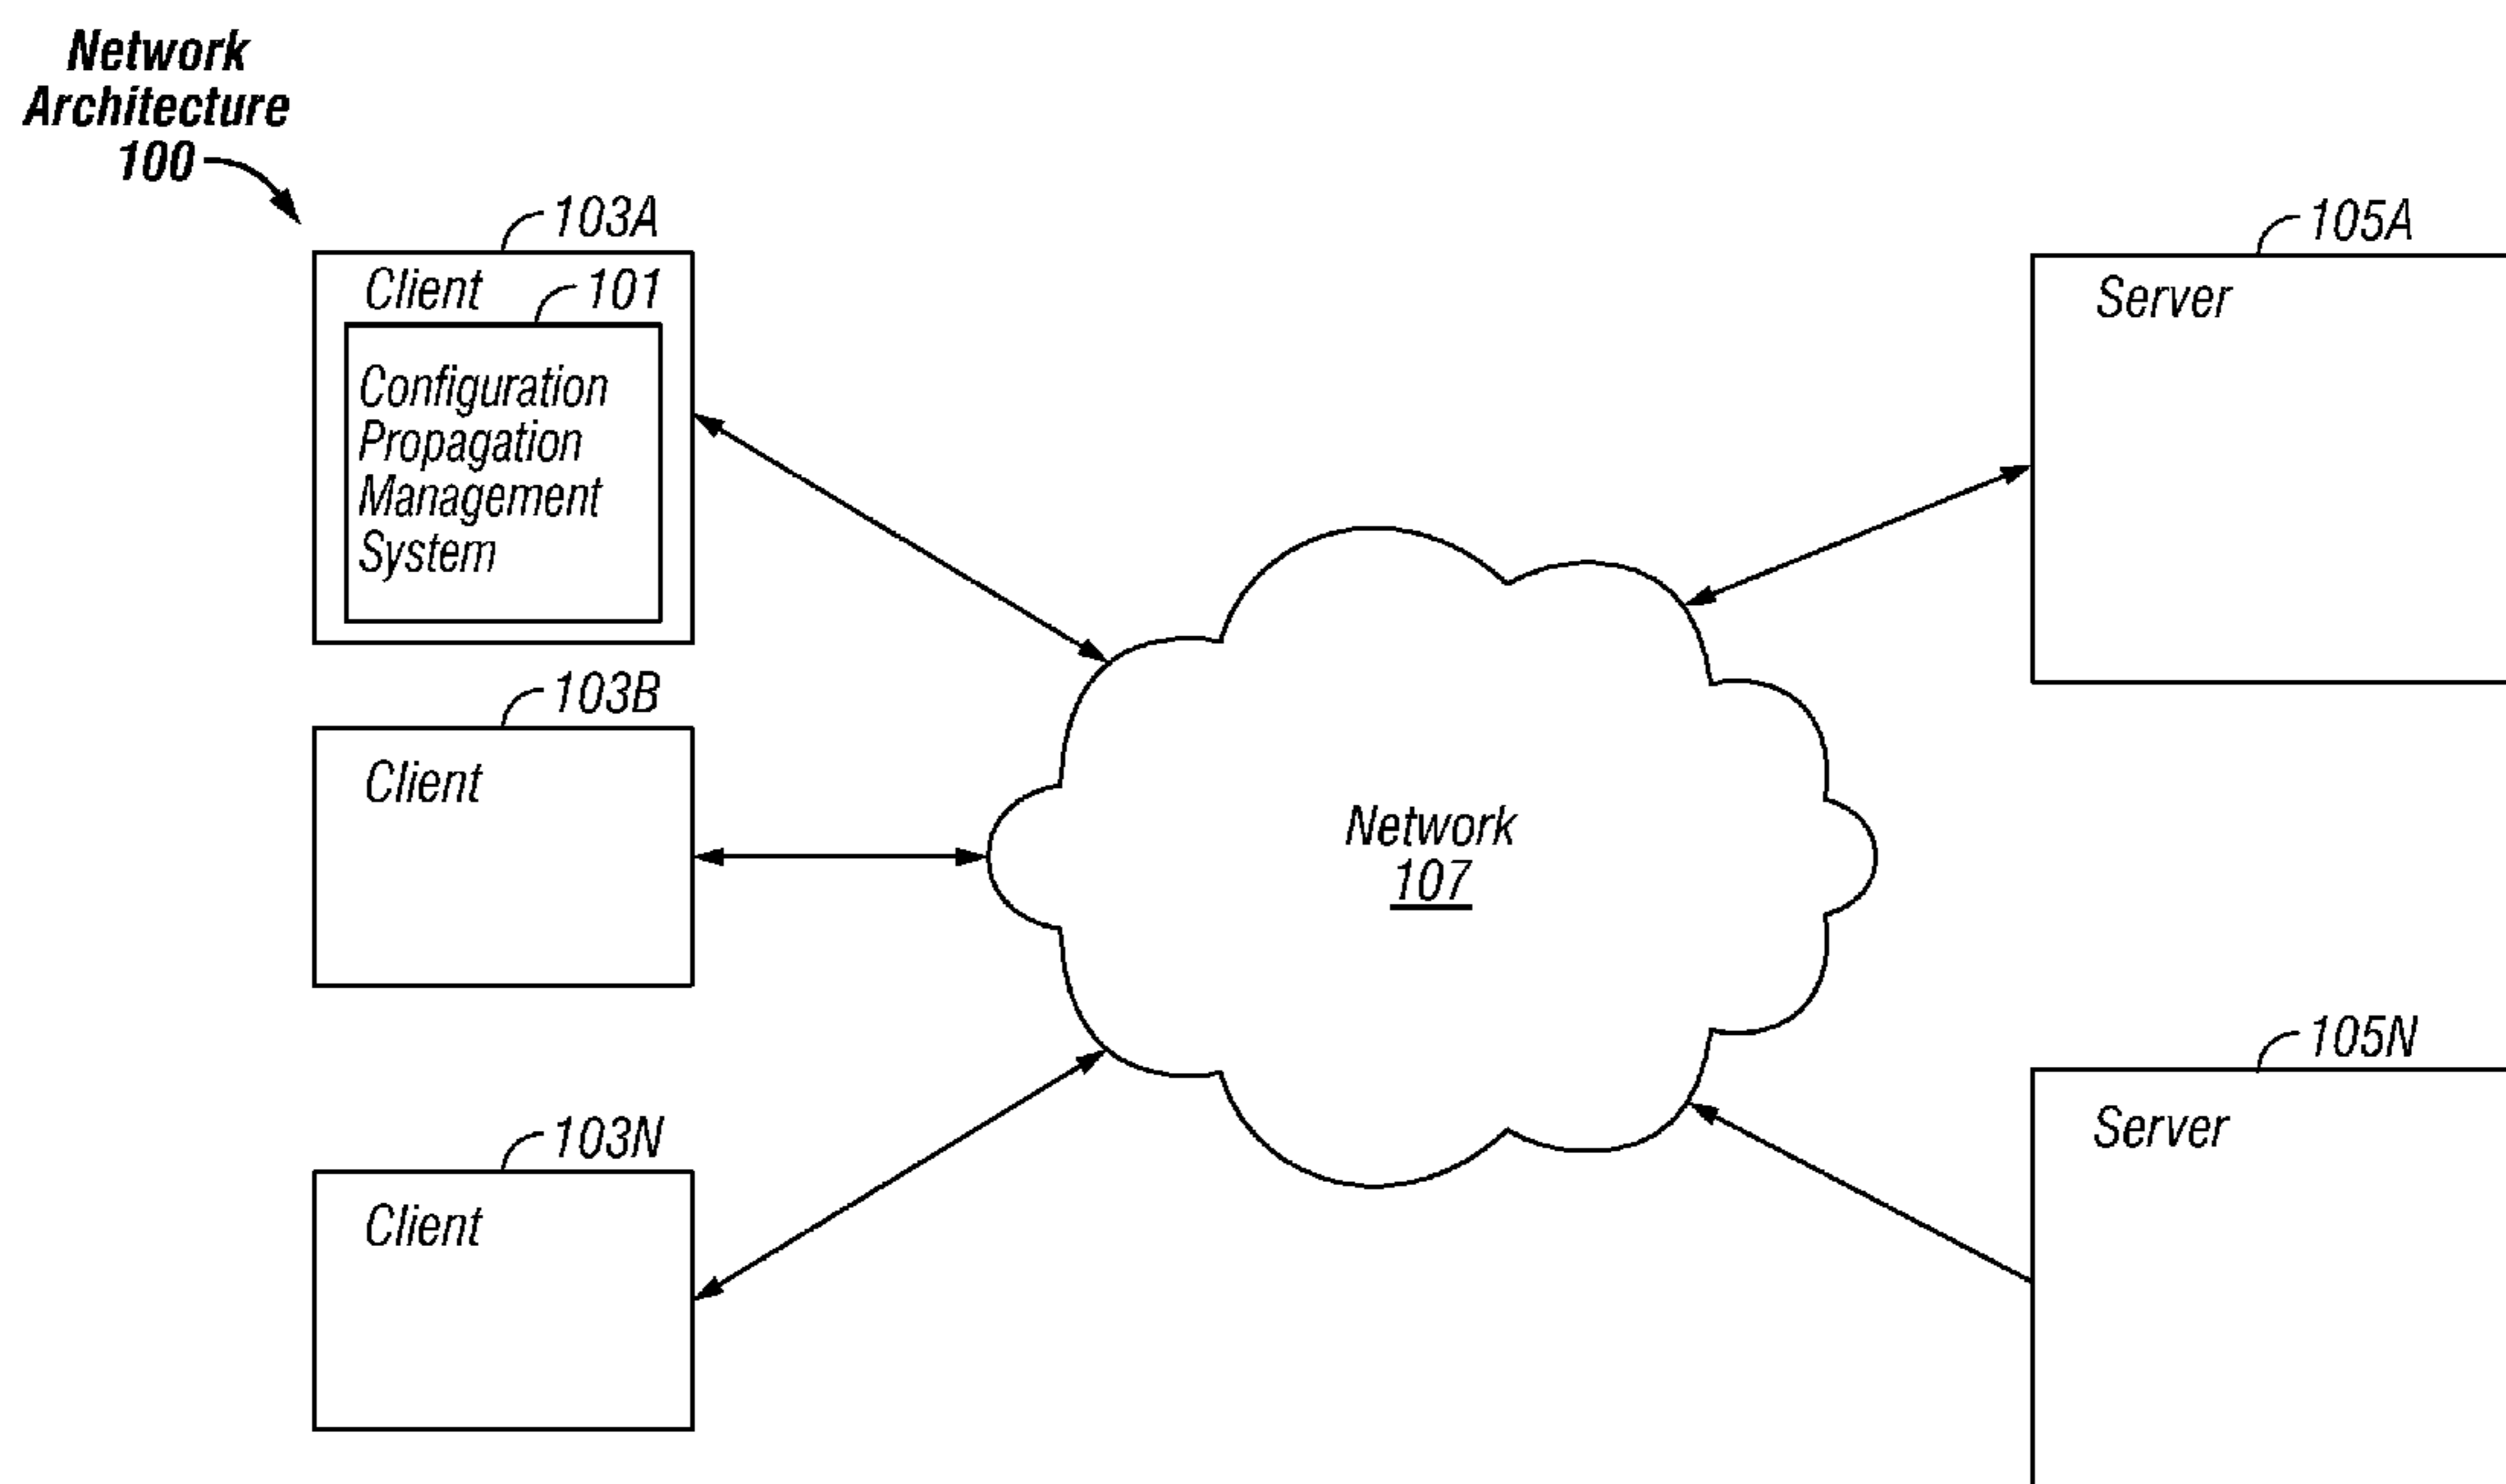 Network
Architecture
100
103A
Client
101
Configuration
Propagation
Management
System
103B
Client
103N
Client
Network
107
105A
Server
105N
Server